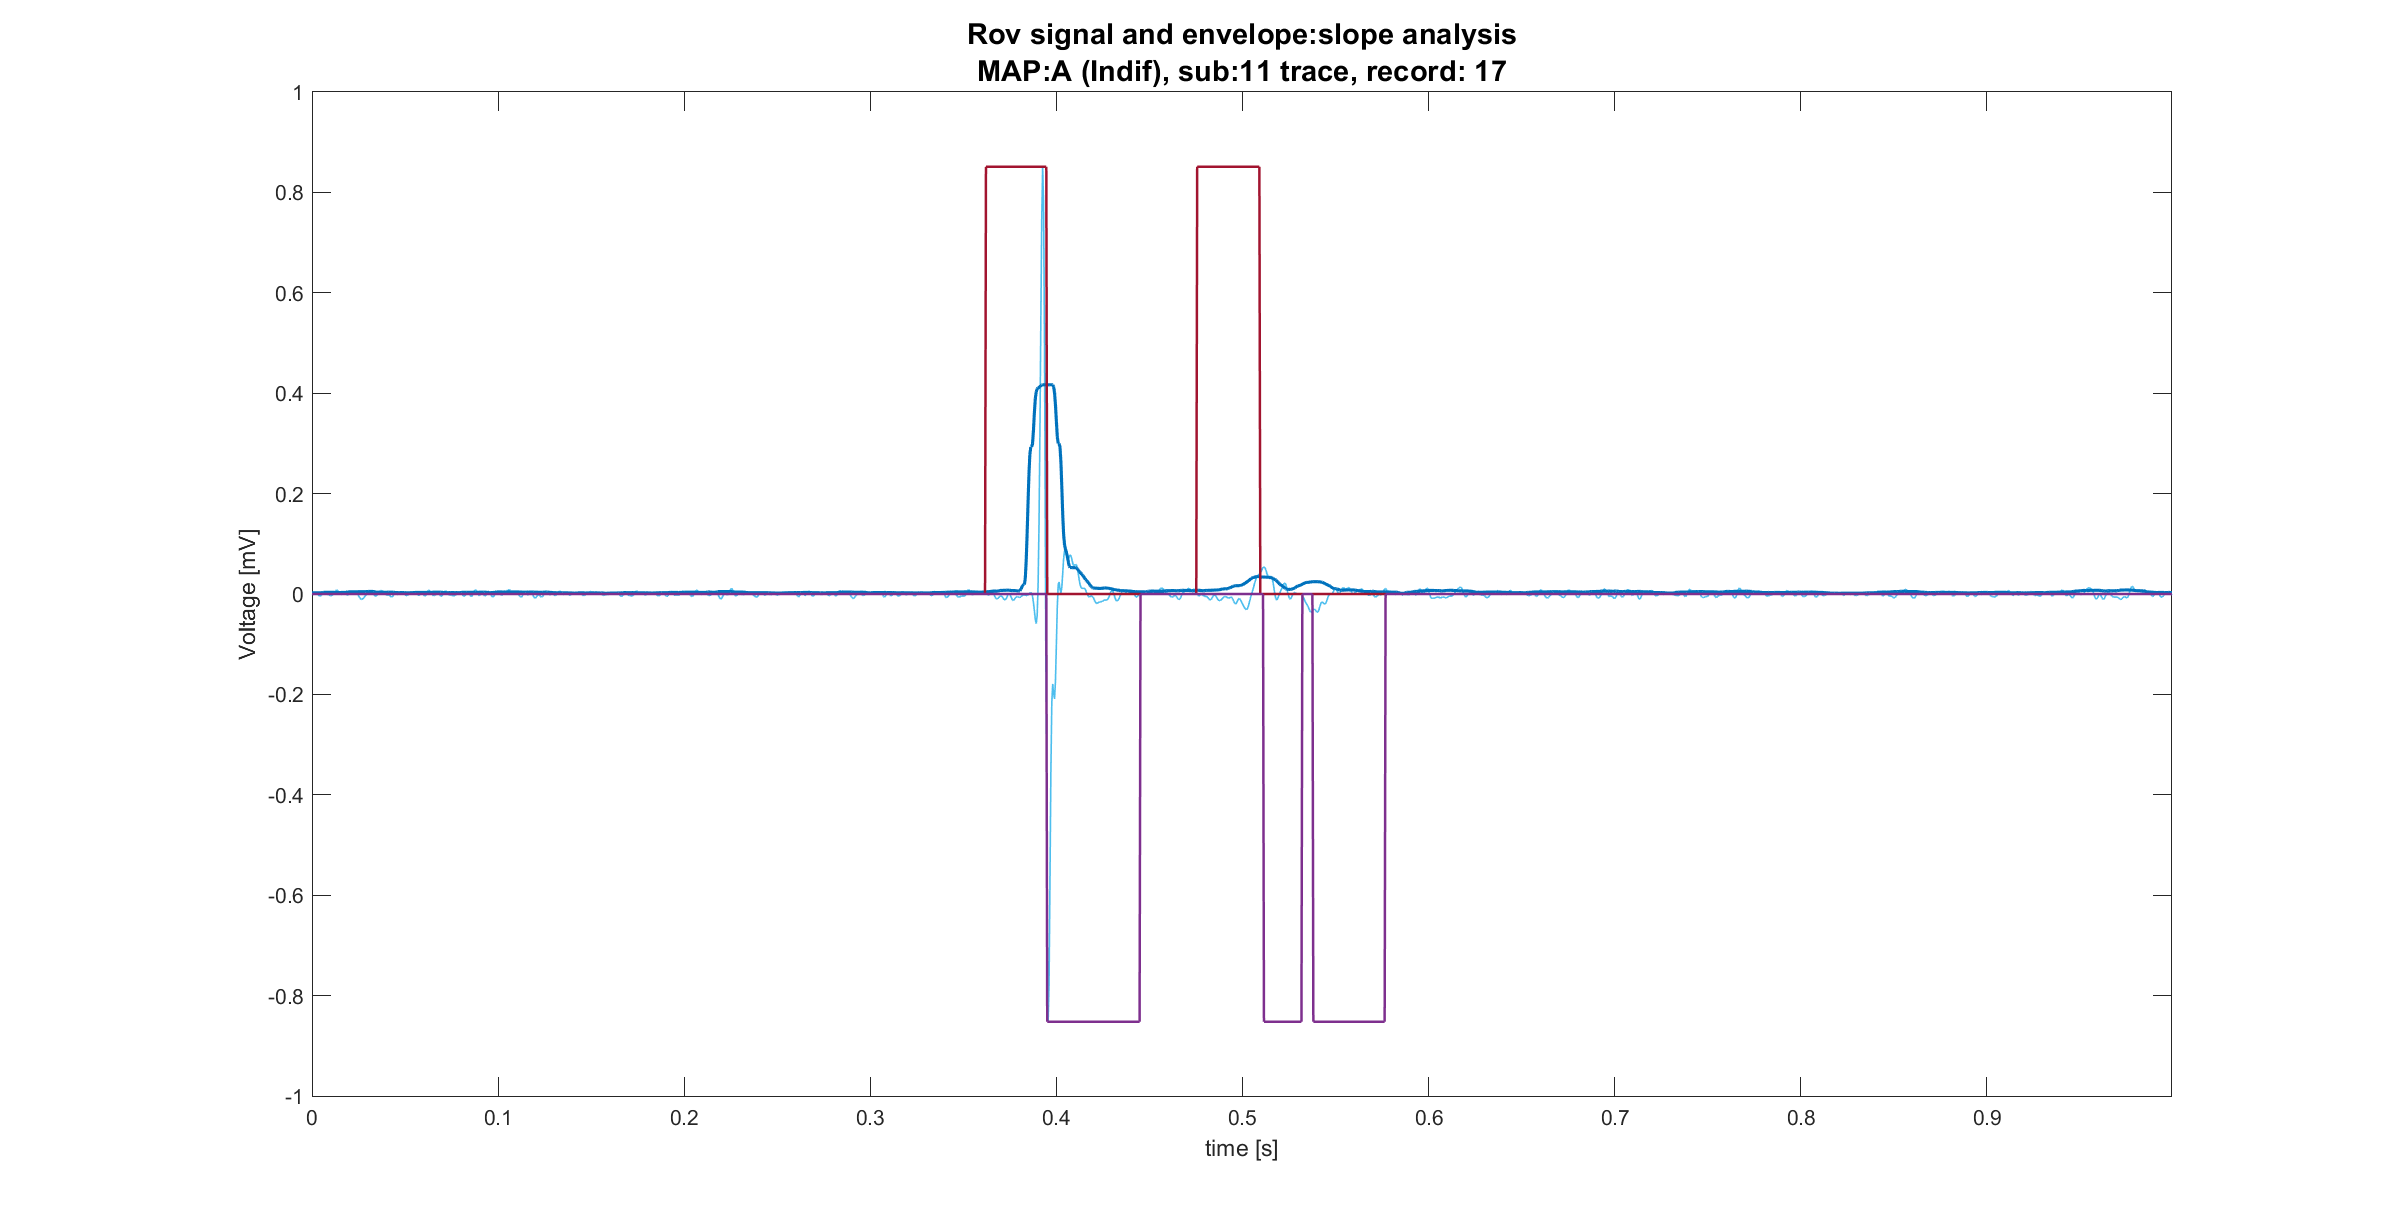 Rov signal and envelope:slope analysis
MAP:A (Indif), sub:11 trace, record: 17
1
0.8
0.6
0.4
0.2
0
-0.2
-0.4
-0.6
-0.8
-1
Voltage [mV]
0 0.1 0.2 0.3 0.4 0.5 0.6 0.7 0.8 0.9
time [s]